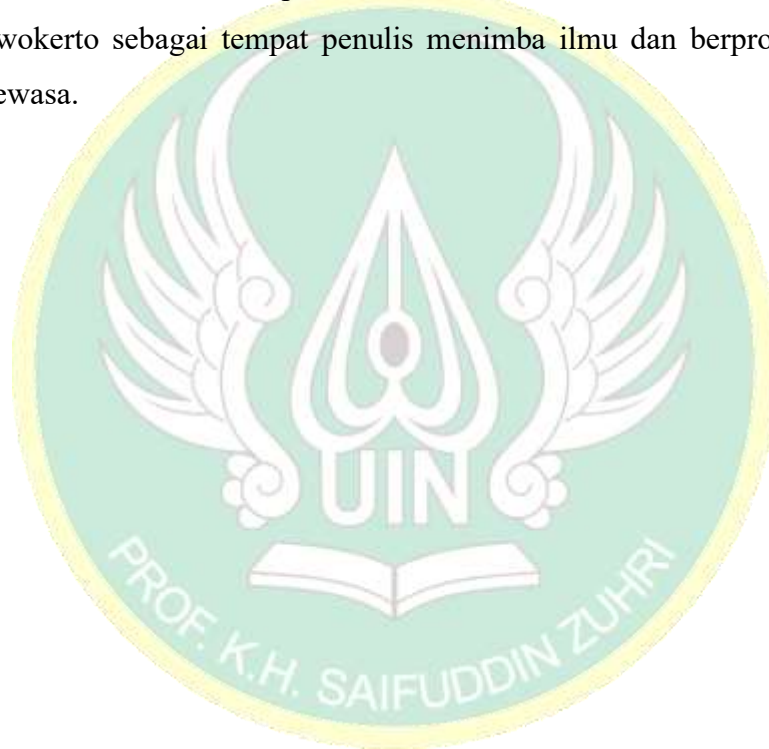 wokerto sebagai tempat penulis menimba ilmu dan berpro
ewasa.
UIN
PROF. K.H. SAIFUDDIN ZUHRI